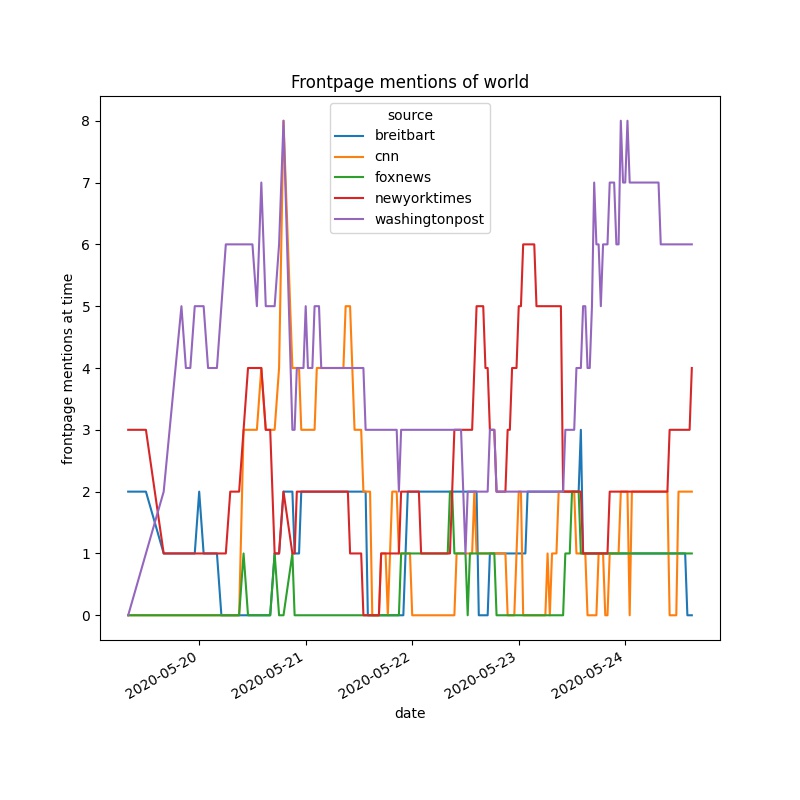 Frontpage mentions of world
source
breitbart
cnn
foxnews
newyorktimes
washingtonpost
frontpage mentions at time
8
7
6
5
4
3
2
1
0
2020-05-20
2020-05-21
2020-05-22
2020-05-23
2020-05-24
date